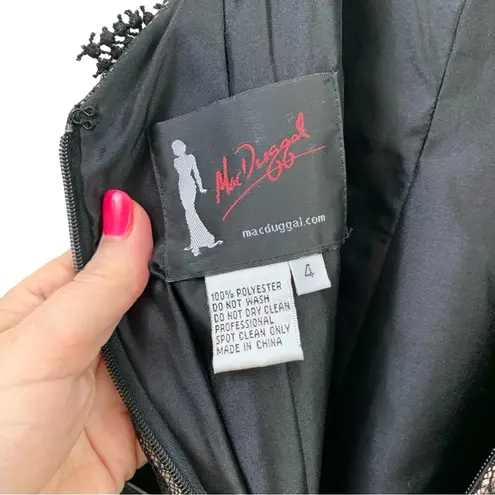 Mac Duggal
macduggal.com
4
100% POLYESTER
DO NOT WASH
DO NOT DRY CLEAN
PROFESSIONAL
SPOT CLEAN ONLY
MADE IN CHINA